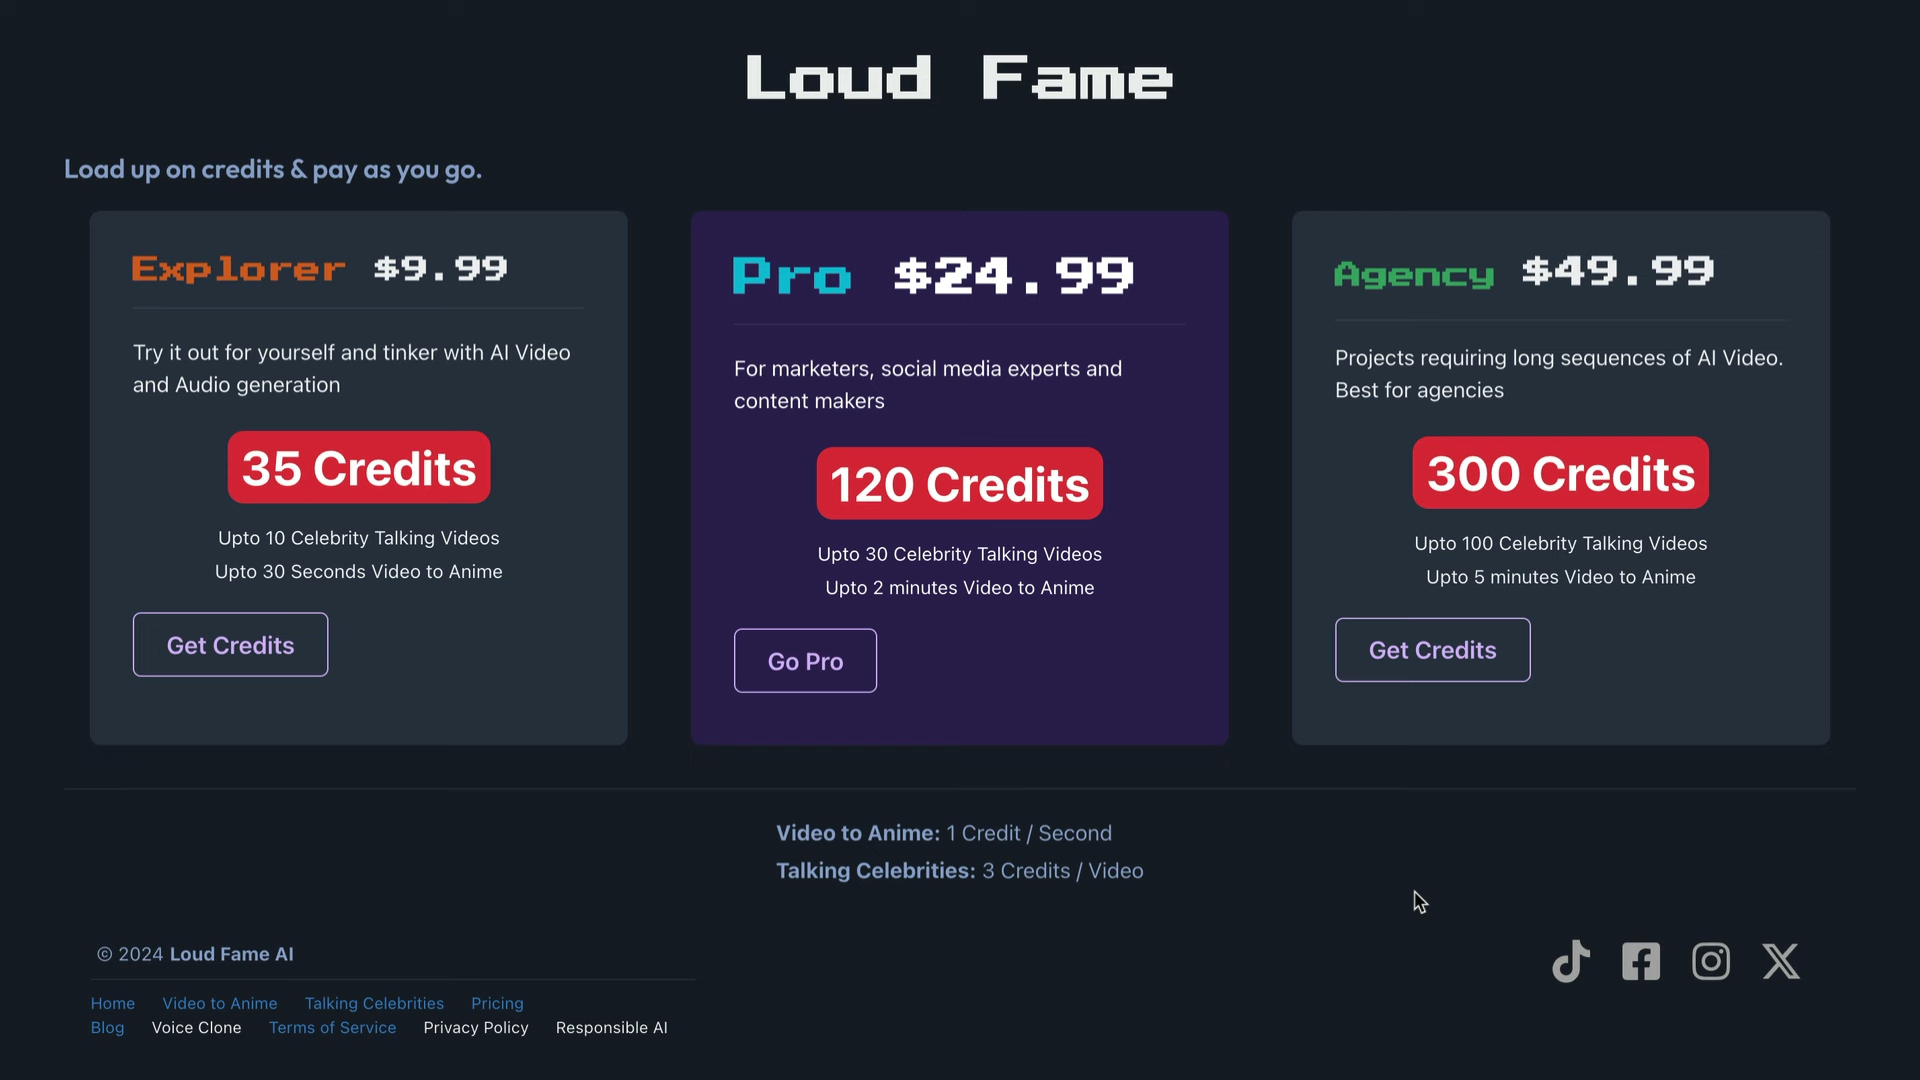 Loud Fame
Load up on credits & pay as you go.
Explorer $9.99
Try it out for yourself and tinker with AI Video
and Audio generation
35 Credits
Upto 10 Celebrity Talking Videos
Upto 30 Seconds Video to Anime
Get Credits
Pro $24.99
For marketers, social media experts and
content makers
120 Credits
Upto 30 Celebrity Talking Videos
Upto 2 minutes Video to Anime
Go Pro
Agency $49.99
Projects requiring long sequences of AI Video.
Best for agencies
300 Credits
Upto 100 Celebrity Talking Videos
Upto 5 minutes Video to Anime
Get Credits
Video to Anime: 1 Credit / Second
Talking Celebrities: 3 Credits / Video
© 2024 Loud Fame AI
Home Video to Anime Talking Celebrities Pricing
Blog Voice Clone Terms of Service Privacy Policy Responsible AI